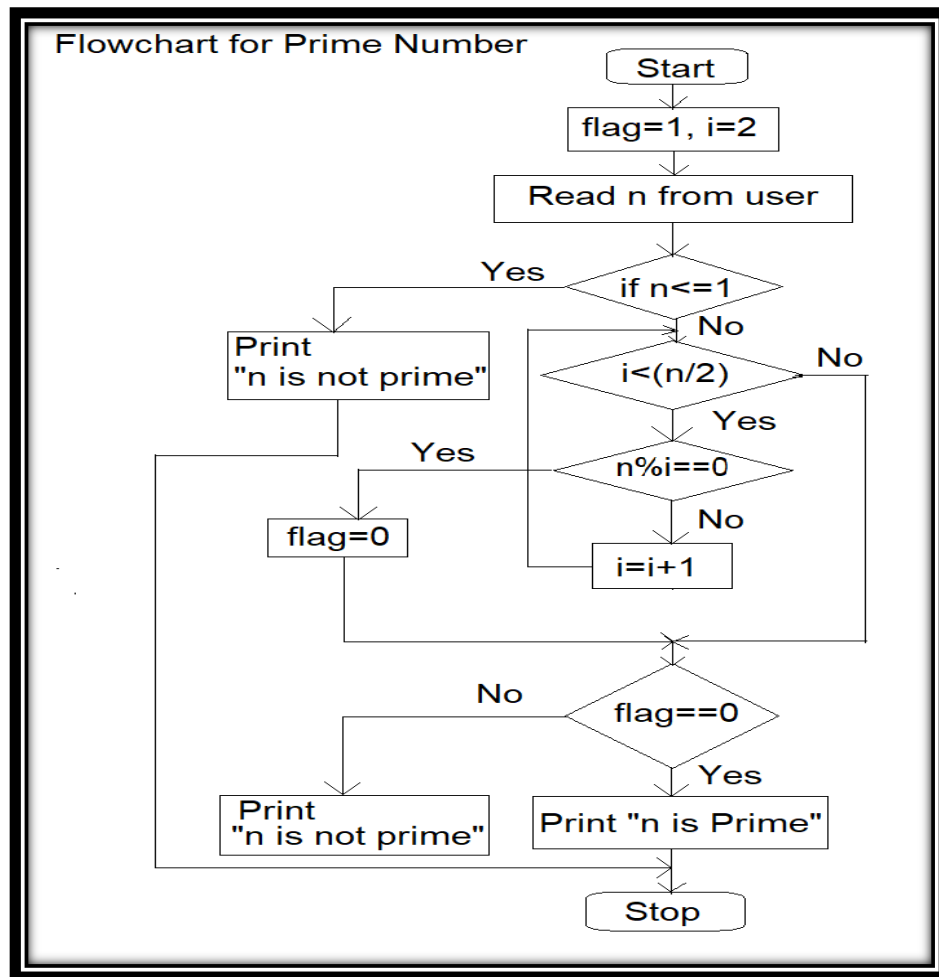 Flowchart for Prime Number
Start
flag=1, i=2
Read n from user
Yes
if n<=1
No
Print
"n is not prime"
i<(n/2)
No
Yes
Yes
n%i==0
No
flag=0
i=i+1
No
flag==0
Yes
Print
"n is not prime"
Print "n is Prime"
Stop